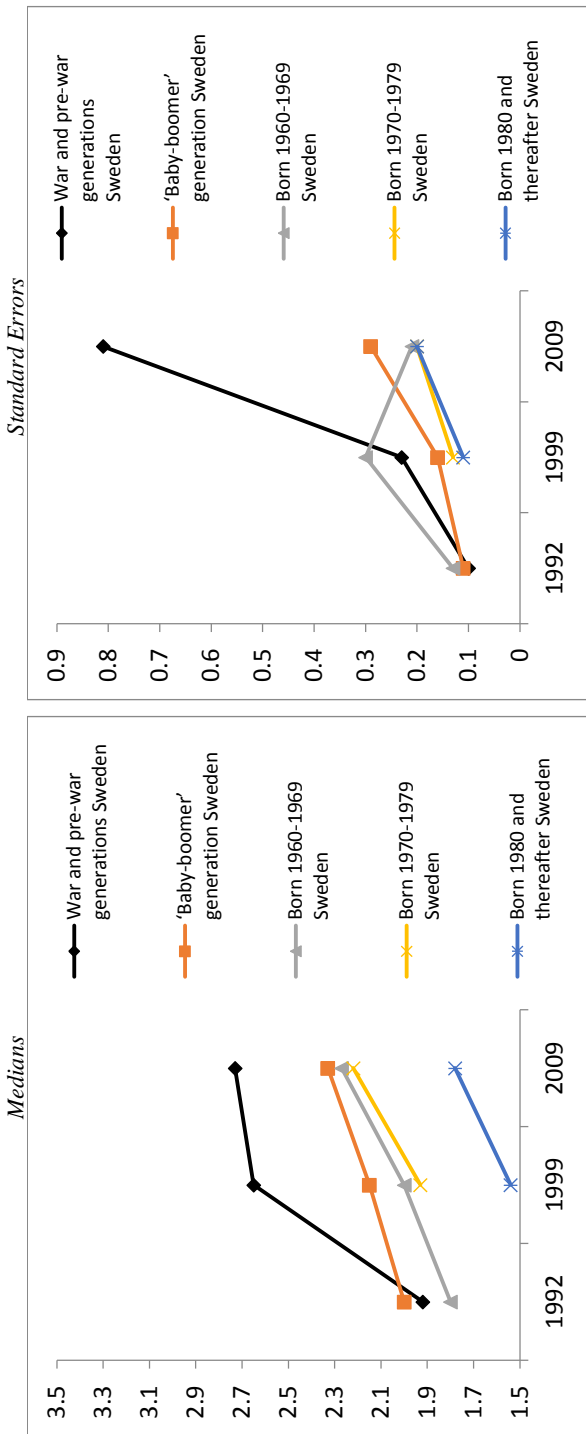 Medians
3.5
3.3
3.1
2.9
2.7
2.5
2.3
2.1
1.9
1.7
1.5
1992
1999
2009
War and pre-war
generations Sweden
‘Baby-boomer’
generation Sweden
Born 1960-1969
Sweden
Born 1970-1979
Sweden
Born 1980 and
thereafter Sweden
Standard Errors
0.9
0.8
0.7
0.6
0.5
0.4
0.3
0.2
0.1
0
1992
1999
2009
War and pre-war
generations
Sweden
‘Baby-boomer’
generation Sweden
Born 1960-1969
Sweden
Born 1970-1979
Sweden
Born 1980 and
thereafter Sweden